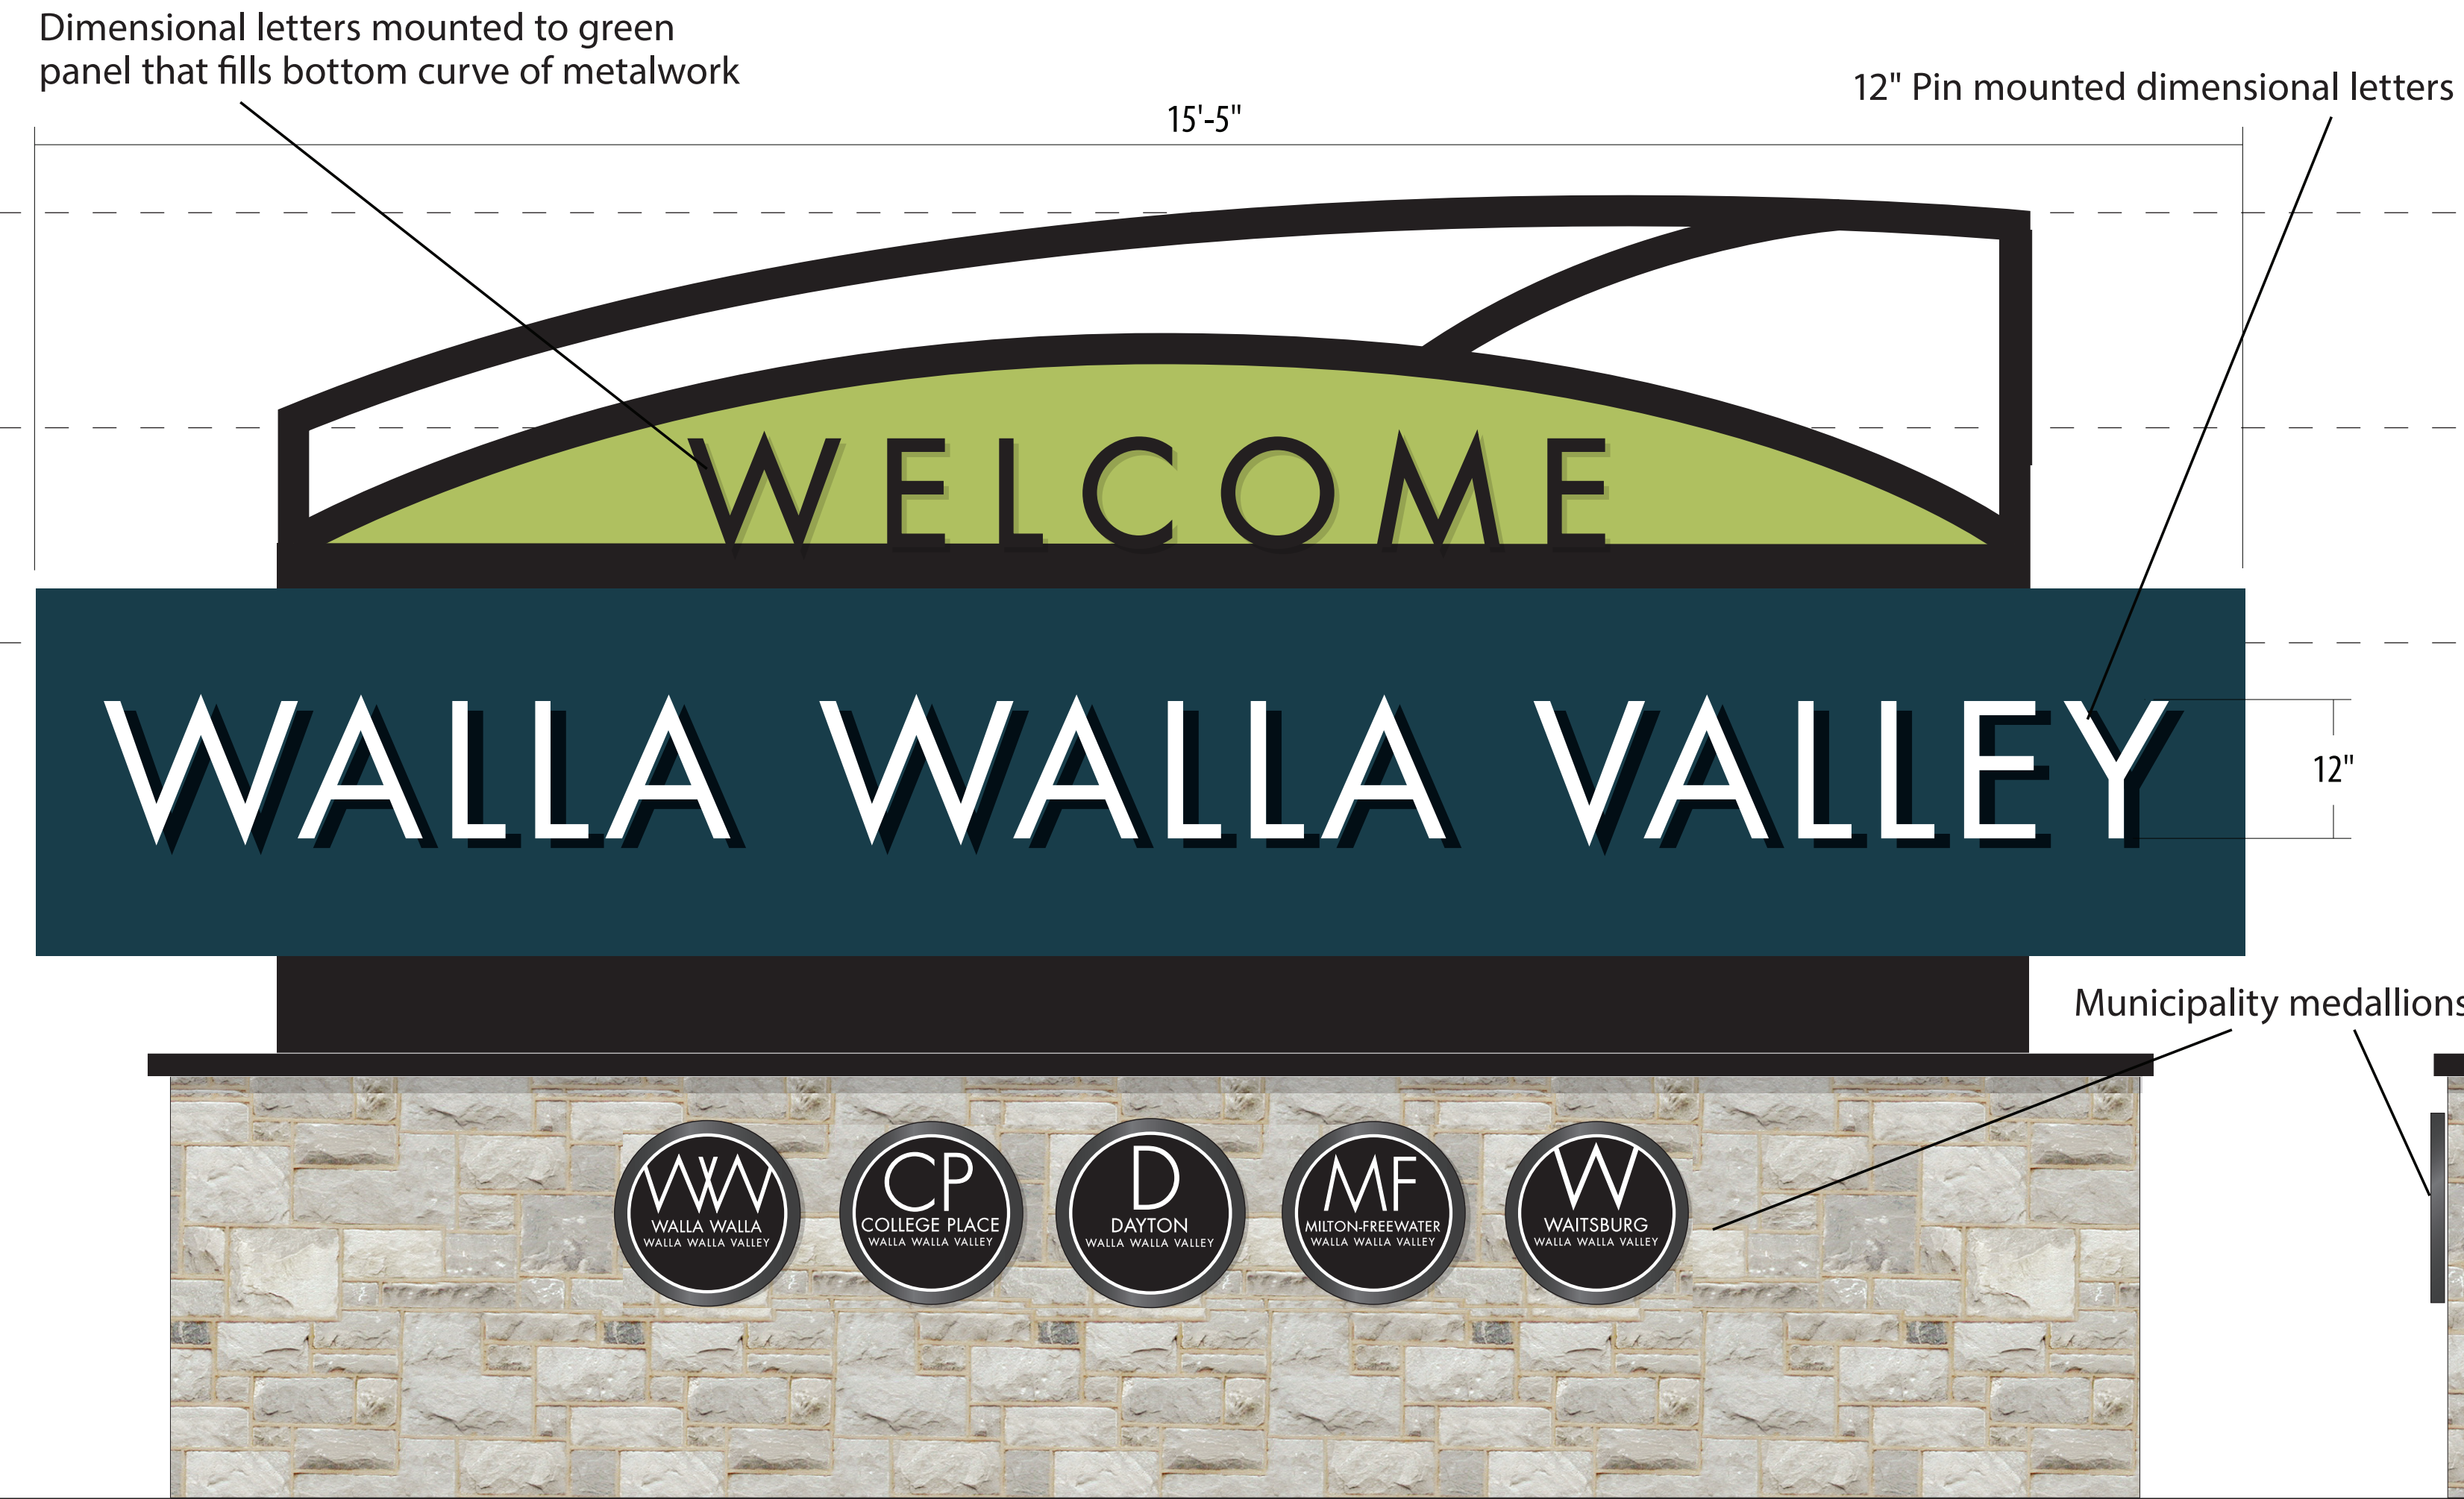 Dimensional letters mounted to green
panel that fills bottom curve of metalwork
12" Pin mounted dimensional letters
15'-5"
WELCOME
WALLA WALLA VALLEY
12"
Municipality medallions
WW
WALLA WALLA
WALLA WALLA VALLEY
CP
COLLEGE PLACE
WALLA WALLA VALLEY
D
DAYTON
WALLA WALLA VALLEY
MF
MILTON-FREEWATER
WALLA WALLA VALLEY
W
WAITSBURG
WALLA WALLA VALLEY